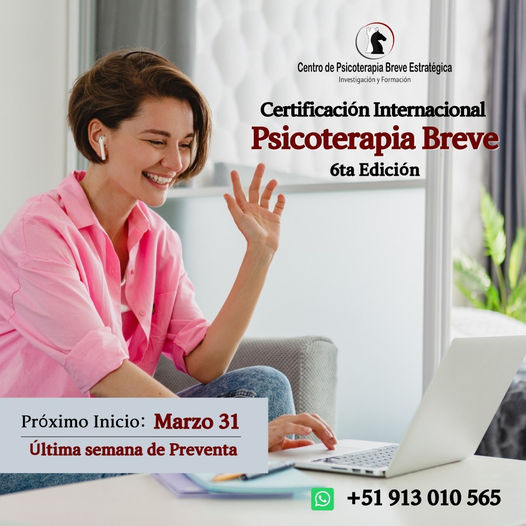 Centro de Psicoterapia Breve Estratégica
Investigación y Formación
Certificación Internacional
Psicoterapia Breve
6ta Edición
Próximo Inicio: Marzo 31
Última semana de Preventa
+51 913 010 565